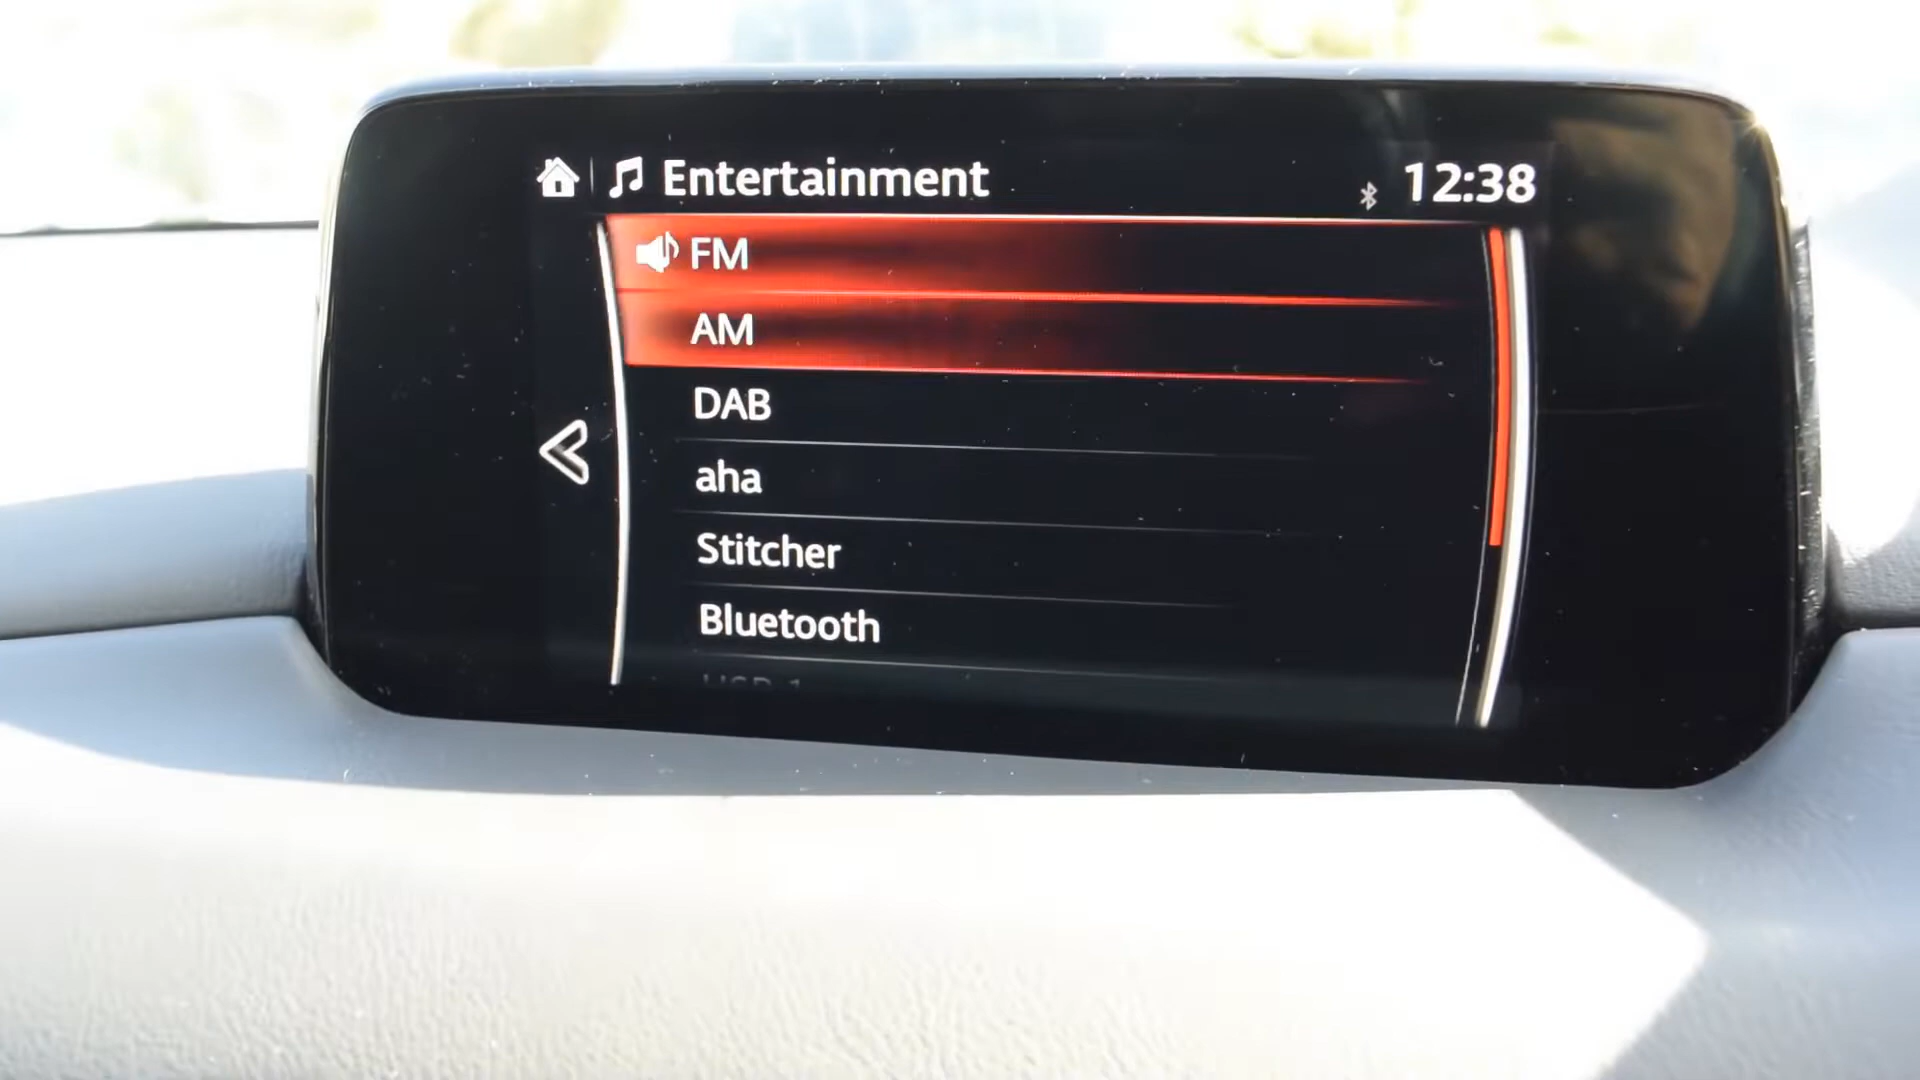 Entertainment
12:38
FM
AM
DAB
aha
Stitcher
Bluetooth